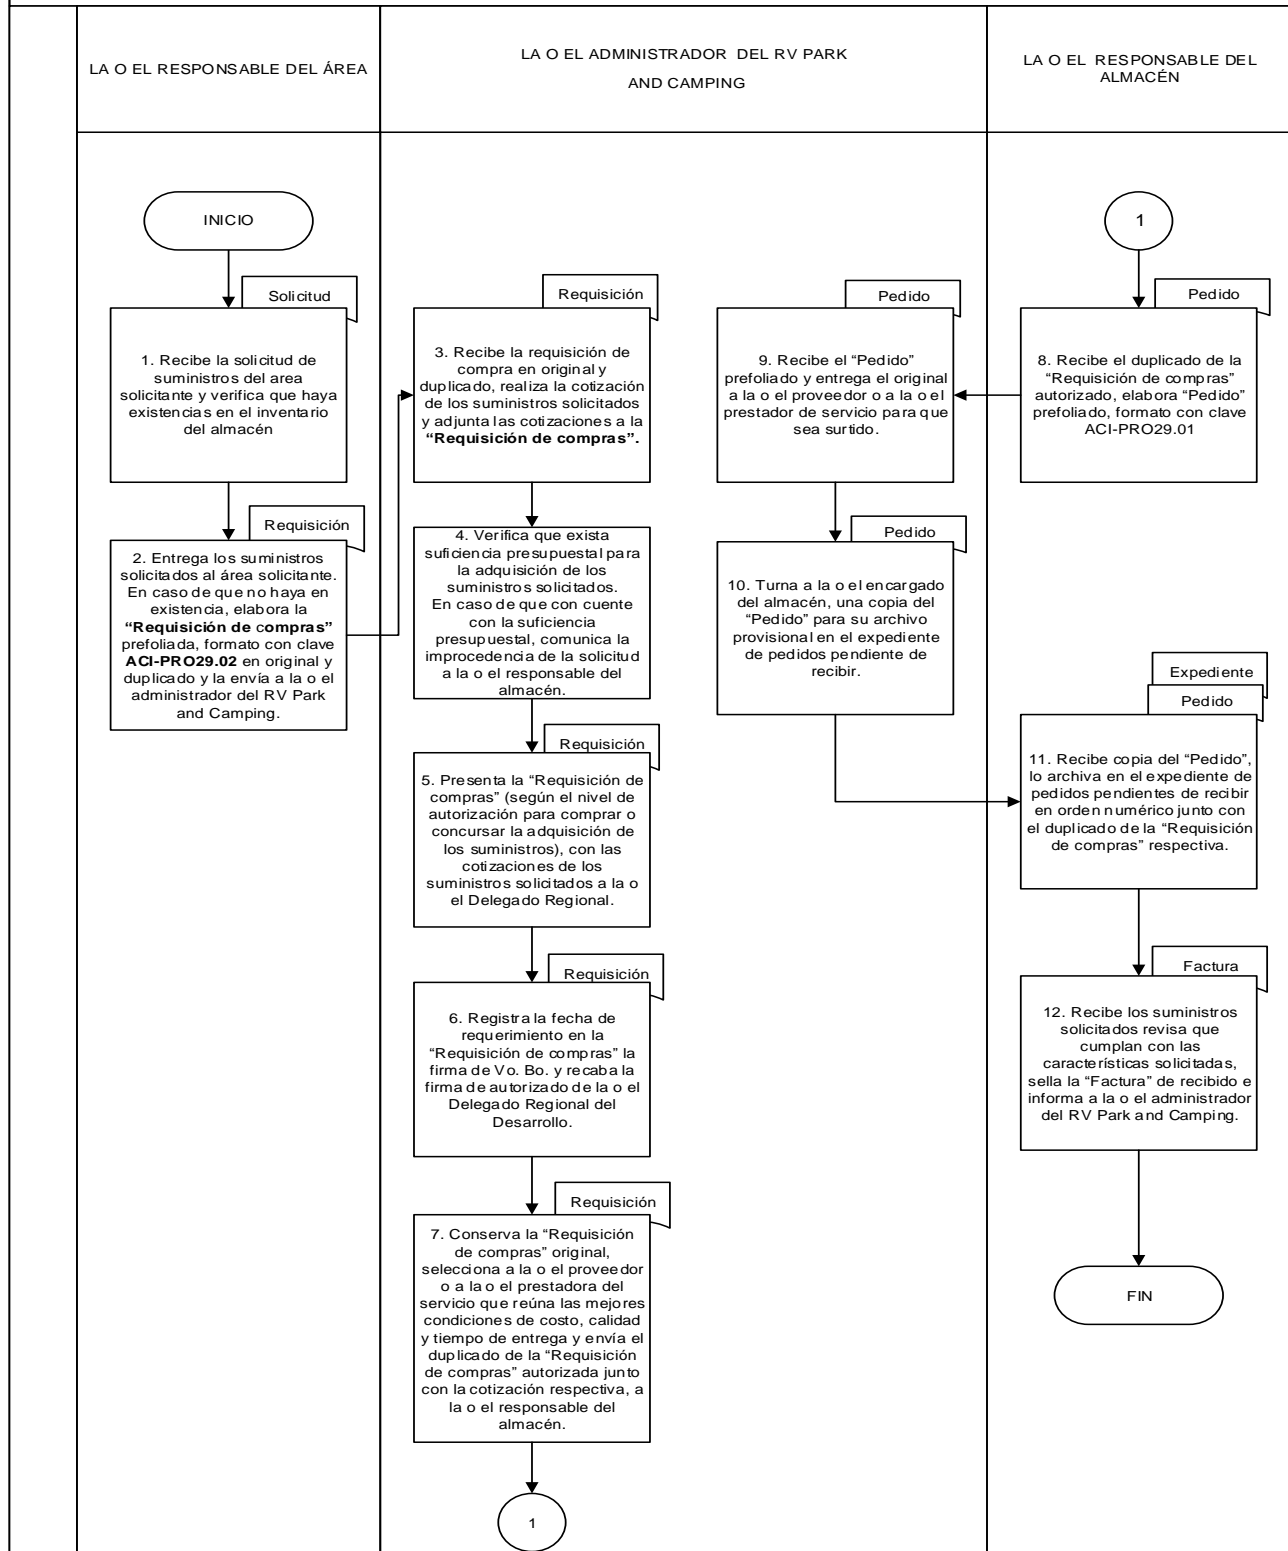 LA O EL RESPONSABLE DEL ÁREA
LA O EL ADMINISTRADOR DEL RV PARK
AND CAMPING
LA O EL RESPONSABLE DEL
ALMACÉN
INICIO
Solicitud
1. Recibe la solicitud de
suministros del area
solicitante y verifica que haya
existencias en el inventario
del almacén
Requisición
2. Entrega los suministros
solicitados al área solicitante.
En caso de que no haya en
existencia, elabora la
“Requisición de compras”
prefoliada, formato con clave
ACI-PRO29.02 en original y
duplicado y la envía a la o el
administrador del RV Park
and Camping.
Requisición
3. Recibe la requisición de
compra en original y
duplicado, realiza la cotización
de los suministros solicitados
y adjunta las cotizaciones a la
“Requisición de compras”.
4. Verifica que exista
suficiencia presupuestal para
la adquisición de los
suministros solicitados.
En caso de que con cuente
con la suficiencia
presupuestal, comunica la
improcedencia de la solicitud
a la o el responsable del
almacén.
Requisición
5. Presenta la “Requisición de
compras” (según el nivel de
autorización para comprar o
concursar la adquisición de
los suministros), con las
cotizaciones de los
suministros solicitados a la o
el Delegado Regional.
Requisición
6. Registra la fecha de
requerimiento en la
“Requisición de compras” la
firma de Vo. Bo. y recaba la
firma de autorizado de la o el
Delegado Regional del
Desarrollo.
Requisición
7. Conserva la “Requisición
de compras” original,
selecciona a la o el proveedor
o a la o el prestadora del
servicio que reúna las mejores
condiciones de costo, calidad
y tiempo de entrega y envía el
duplicado de la “Requisición
de compras” autorizada junto
con la cotización respectiva, a
la o el responsable del
almacén.
1
1
Pedido
8. Recibe el duplicado de la
“Requisición de compras”
autorizado, elabora “Pedido”
prefoliado, formato con clave
ACI-PRO29.01
Pedido
9. Recibe el “Pedido”
prefoliado y entrega el original
a la o el proveedor o a la o el
prestador de servicio para que
sea surtido.
Pedido
10. Turna a la o el encargado
del almacén, una copia del
“Pedido” para su archivo
provisional en el expediente
de pedidos pendiente de
recibir.
Expediente
Pedido
11. Recibe copia del “Pedido”,
lo archiva en el expediente de
pedidos pendientes de recibir
en orden numérico junto con
el duplicado de la “Requisición
de compras” respectiva.
Factura
12. Recibe los suministros
solicitados revisa que
cumplan con las
características solicitadas,
sella la “Factura” de recibido e
informa a la o el administrador
del RV Park and Camping.
FIN